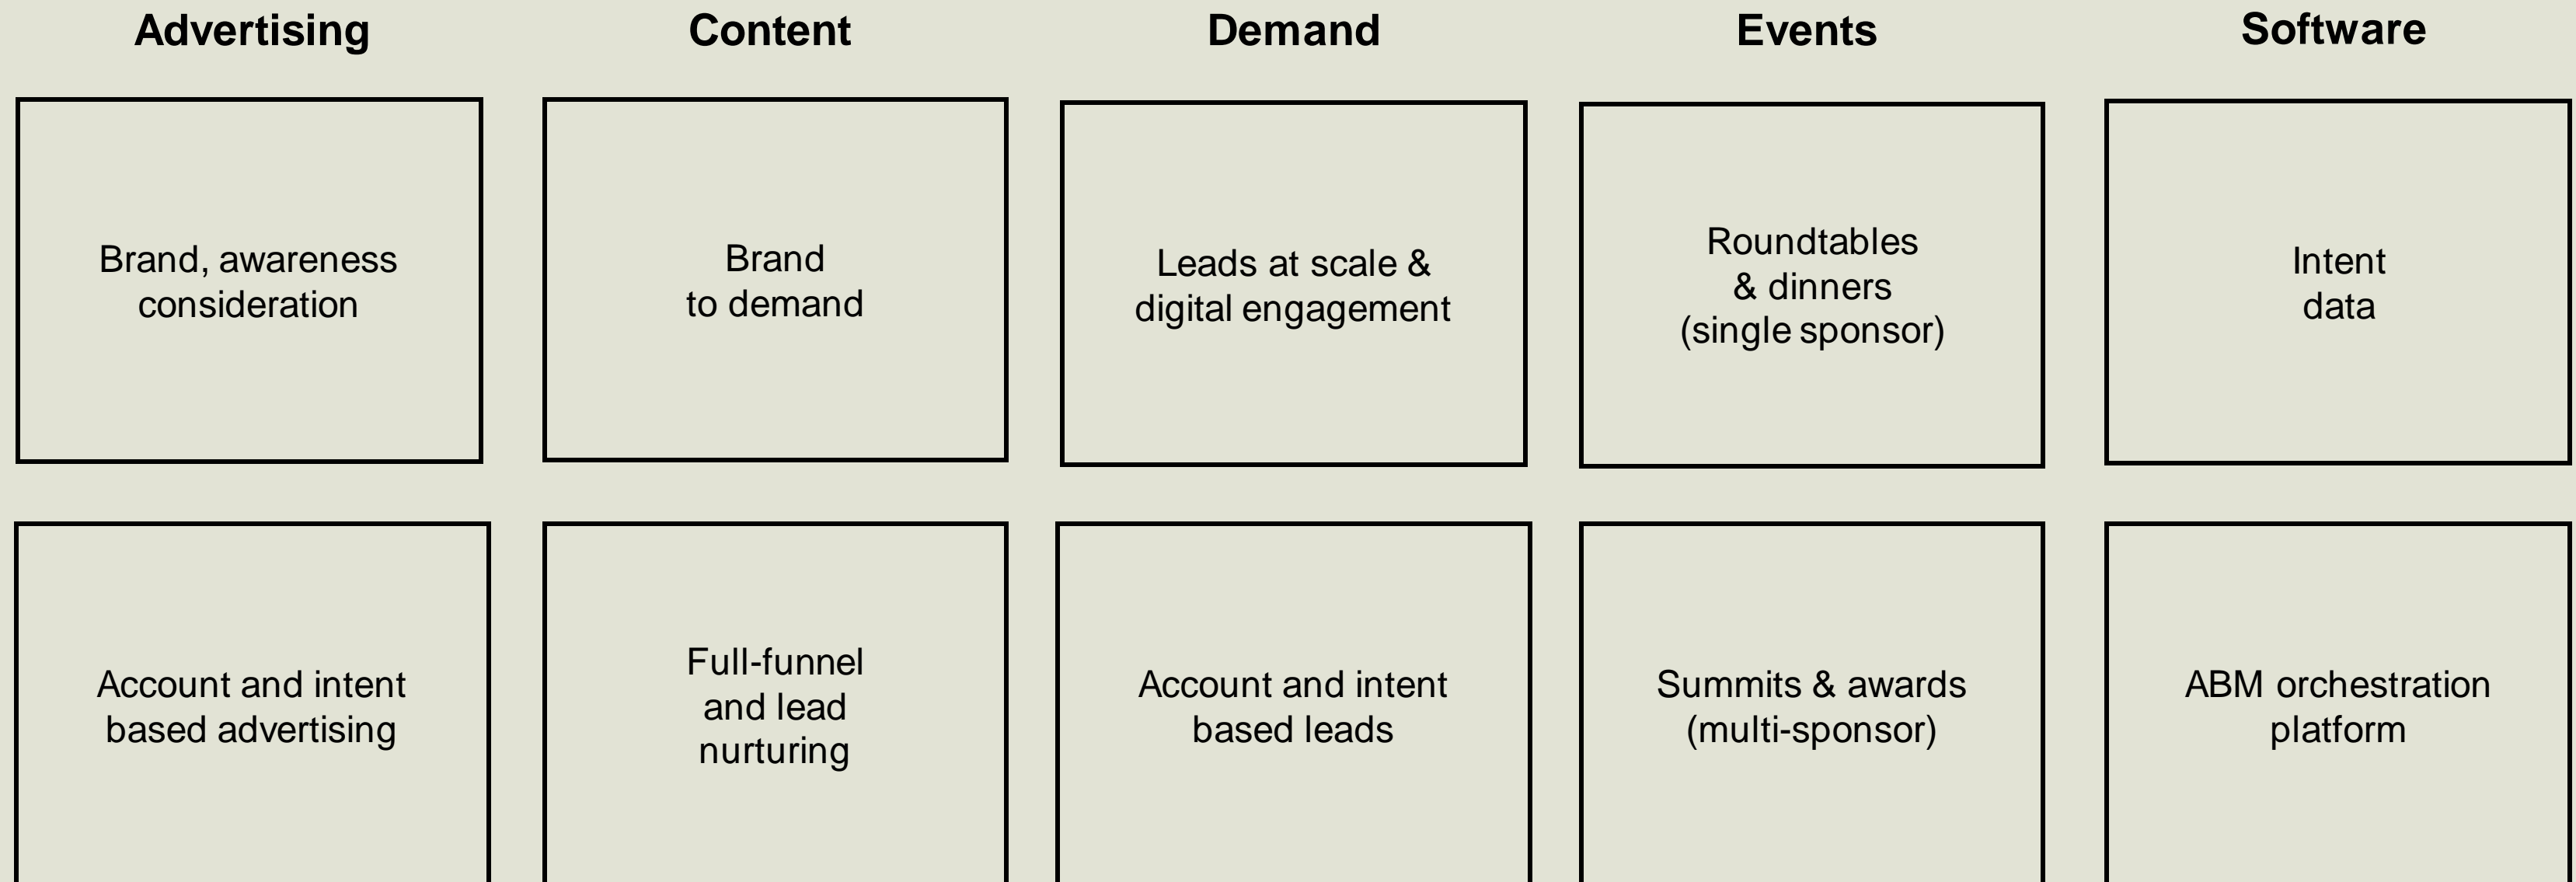 Advertising
Content
Demand
Events
Software
Brand, awareness
consideration
Brand
to demand
Leads at scale &
digital engagement
Roundtables
& dinners
(single sponsor)
Intent
data
Account and intent
based advertising
Full-funnel
and lead
nurturing
Account and intent
based leads
Summits & awards
(multi-sponsor)
ABM orchestration
platform